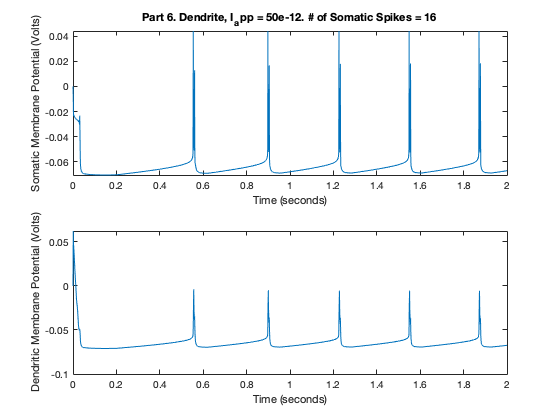 Part 6. Dendrite, Iapp = 50e-12. # of Somatic Spikes = 16
Somatic Membrane Potential (Volts)
0.04
0.02
0
-0.02
-0.04
-0.06
0 0.2 0.4 0.6 0.8 1 1.2 1.4 1.6 1.8 2
Time (seconds)
Dendritic Membrane Potential (Volts)
0.05
0
-0.05
-0.1
0 0.2 0.4 0.6 0.8 1 1.2 1.4 1.6 1.8 2
Time (seconds)